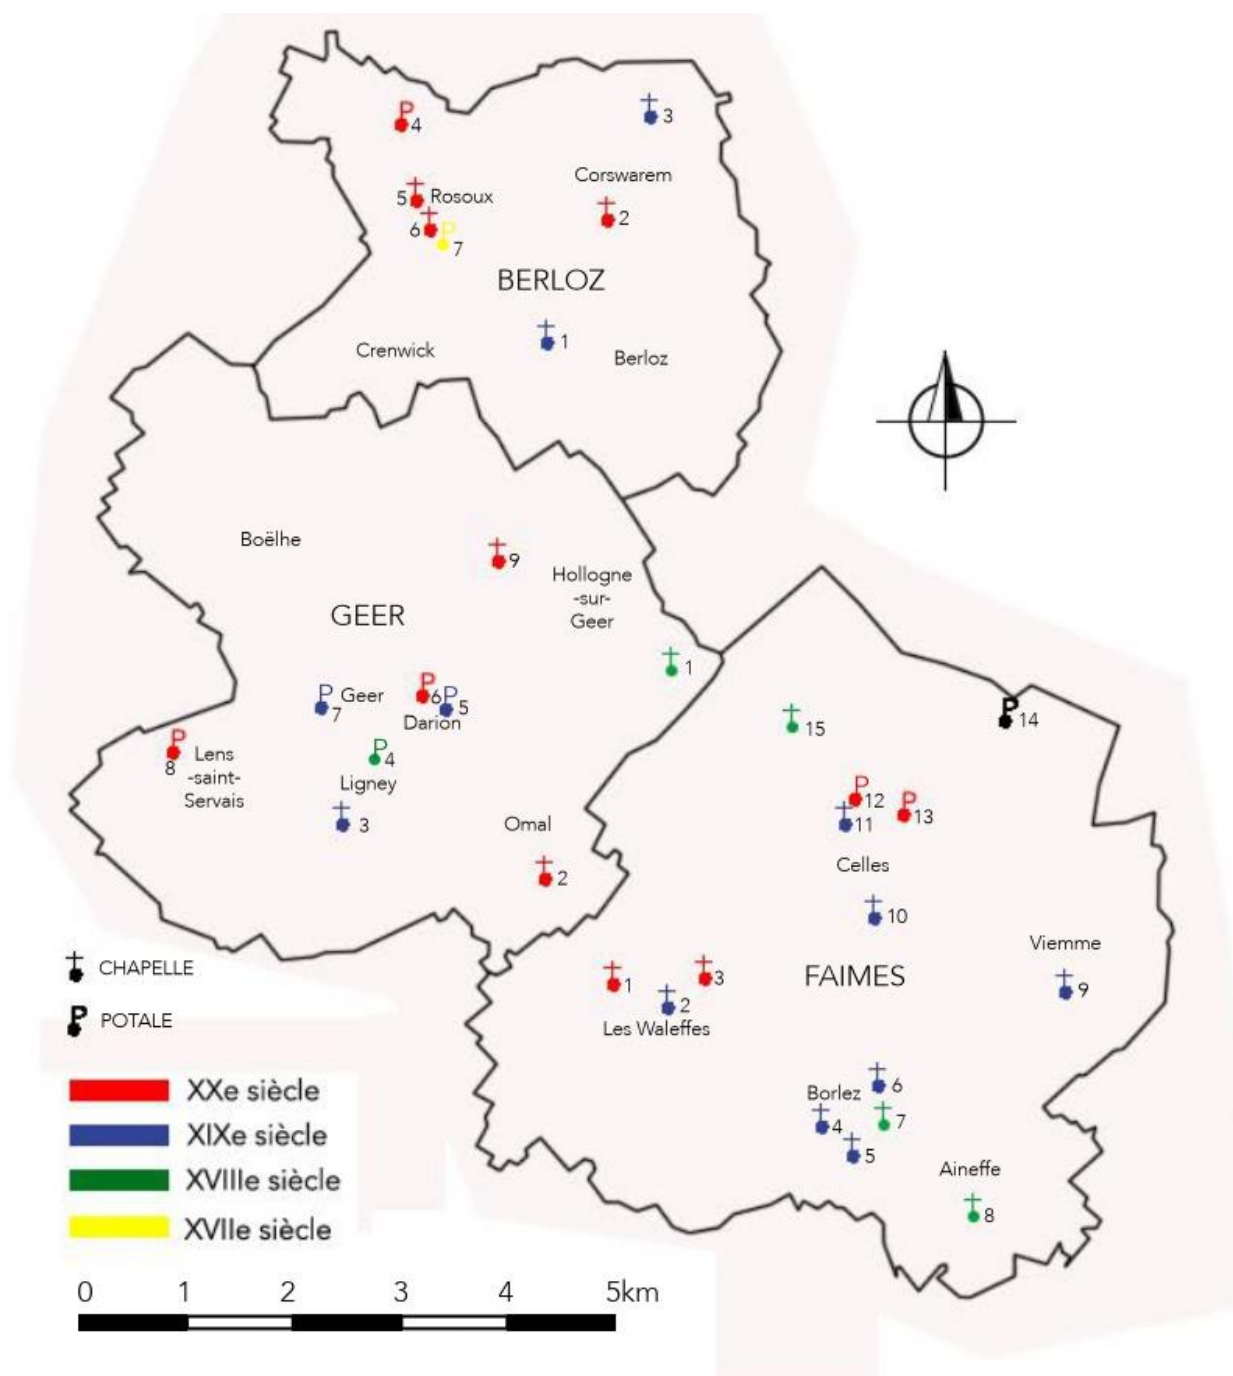 P
4
3
Corswarem
5 Rosoux
2
6
P
7
BERLOZ
1
Crenwick
Berloz
Boëlhe
9
Hollogne
-sur-
Geer
GEER
1
P
7
Geer
P
6
P
5
Darion
P
8
Lens
-saint-
Servais
P
4
Ligney
3
Omal
2
15
P
14
P
12
P
13
11
Celles
10
Viemme
9
FAIMES
1
2
3
Les Waleffes
6
Borlez
4
7
5
Aineffe
8
CHAPELLE
P
POTALE
XXe siècle
XIXe siècle
XVIIIe siècle
XVIIe siècle
0 1 2 3 4 5km